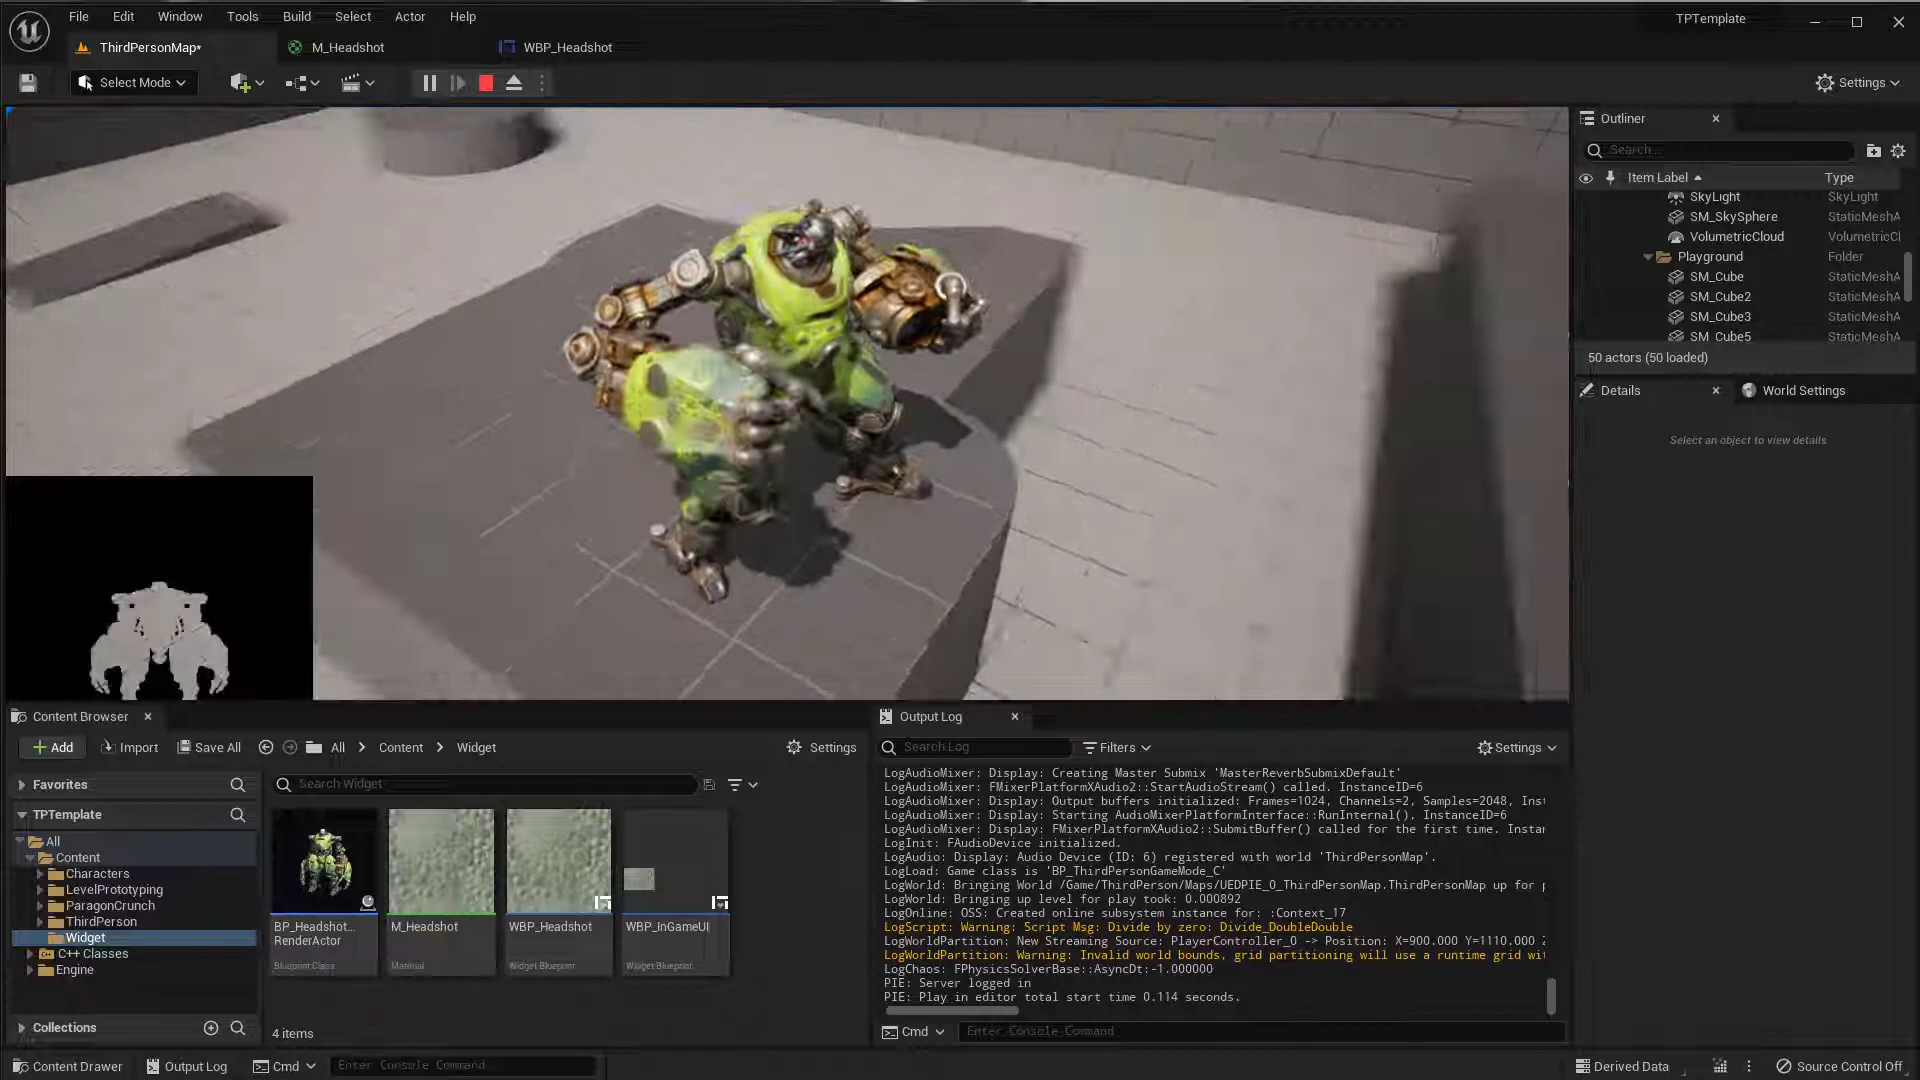 File Edit Window Tools Build Select Actor Help
TPTemplate
ThirdPersonMap*
M_Headshot
WBP_Headshot
Select Mode
Settings
Outliner
Search...
Item Label
Type
SkyLight SkyLight
SM_SkySphere StaticMeshA
VolumetricCloud VolumetricCl
Playground Folder
SM_Cube StaticMeshA
SM_Cube2 StaticMeshA
SM_Cube3 StaticMeshA
SM_Cube5 StaticMeshA
50 actors (50 loaded)
Details
World Settings
Select an object to view details.
Content Browser
Add
Import
Save All
All
Content
Widget
Settings
Favorites
Search Widget
TPTemplate
All
Content
Characters
LevelPrototyping
ParagonCrunch
ThirdPerson
Widget
C++ Classes
Engine
Collections
BP_Headshot...
RenderActor
Blueprint Class
M_Headshot
Material
WBP_Headshot
Widget Blueprint
WBP_InGameUI
Widget Blueprint
4 items
Output Log
Search Log
Filters
Settings
LogAudioMixer: Display: Creating Master Submix 'MasterReverbSubmixDefault'
LogAudioMixer: FMixerPlatformXAudio2::StartAudioStream() called. InstanceID=6
LogAudioMixer: Display: Output buffers initialized: Frames=1024, Channels=2, Samples=2048, Inst
LogAudioMixer: Display: Starting AudioMixerPlatformInterface::RunInternal(), InstanceID=6
LogAudioMixer: Display: FMixerPlatformXAudio2::SubmitBuffer() called for the first time. Instan
LogInit: FAudioDevice initialized.
LogAudio: Display: Audio Device (ID: 6) registered with world 'ThirdPersonMap'.
LogLoad: Game class is 'BP_ThirdPersonGameMode_C'
LogWorld: Bringing World /Game/ThirdPerson/Maps/UEDPIE_0_ThirdPersonMap.ThirdPersonMap up for p
LogWorld: Bringing up level for play took: 0.000892
LogOnline: OSS: Created online subsystem instance for: :Context_17
LogScript: Warning: Script Msg: Divide by zero: Divide_DoubleDouble
LogWorldPartition: New Streaming Source: PlayerController_0 -> Position: X=900.000 Y=1110.000 Z
LogWorldPartition: Warning: Invalid world bounds, grid partitioning will use a runtime grid wit
LogChaos: FPhysicsSolverBase::AsyncDt:-1.000000
PIE: Server logged in
PIE: Play in editor total start time 0.114 seconds.
Cmd
Enter Console Command
Content Drawer
Output Log
Cmd
Enter Console Command
Derived Data
Source Control Off